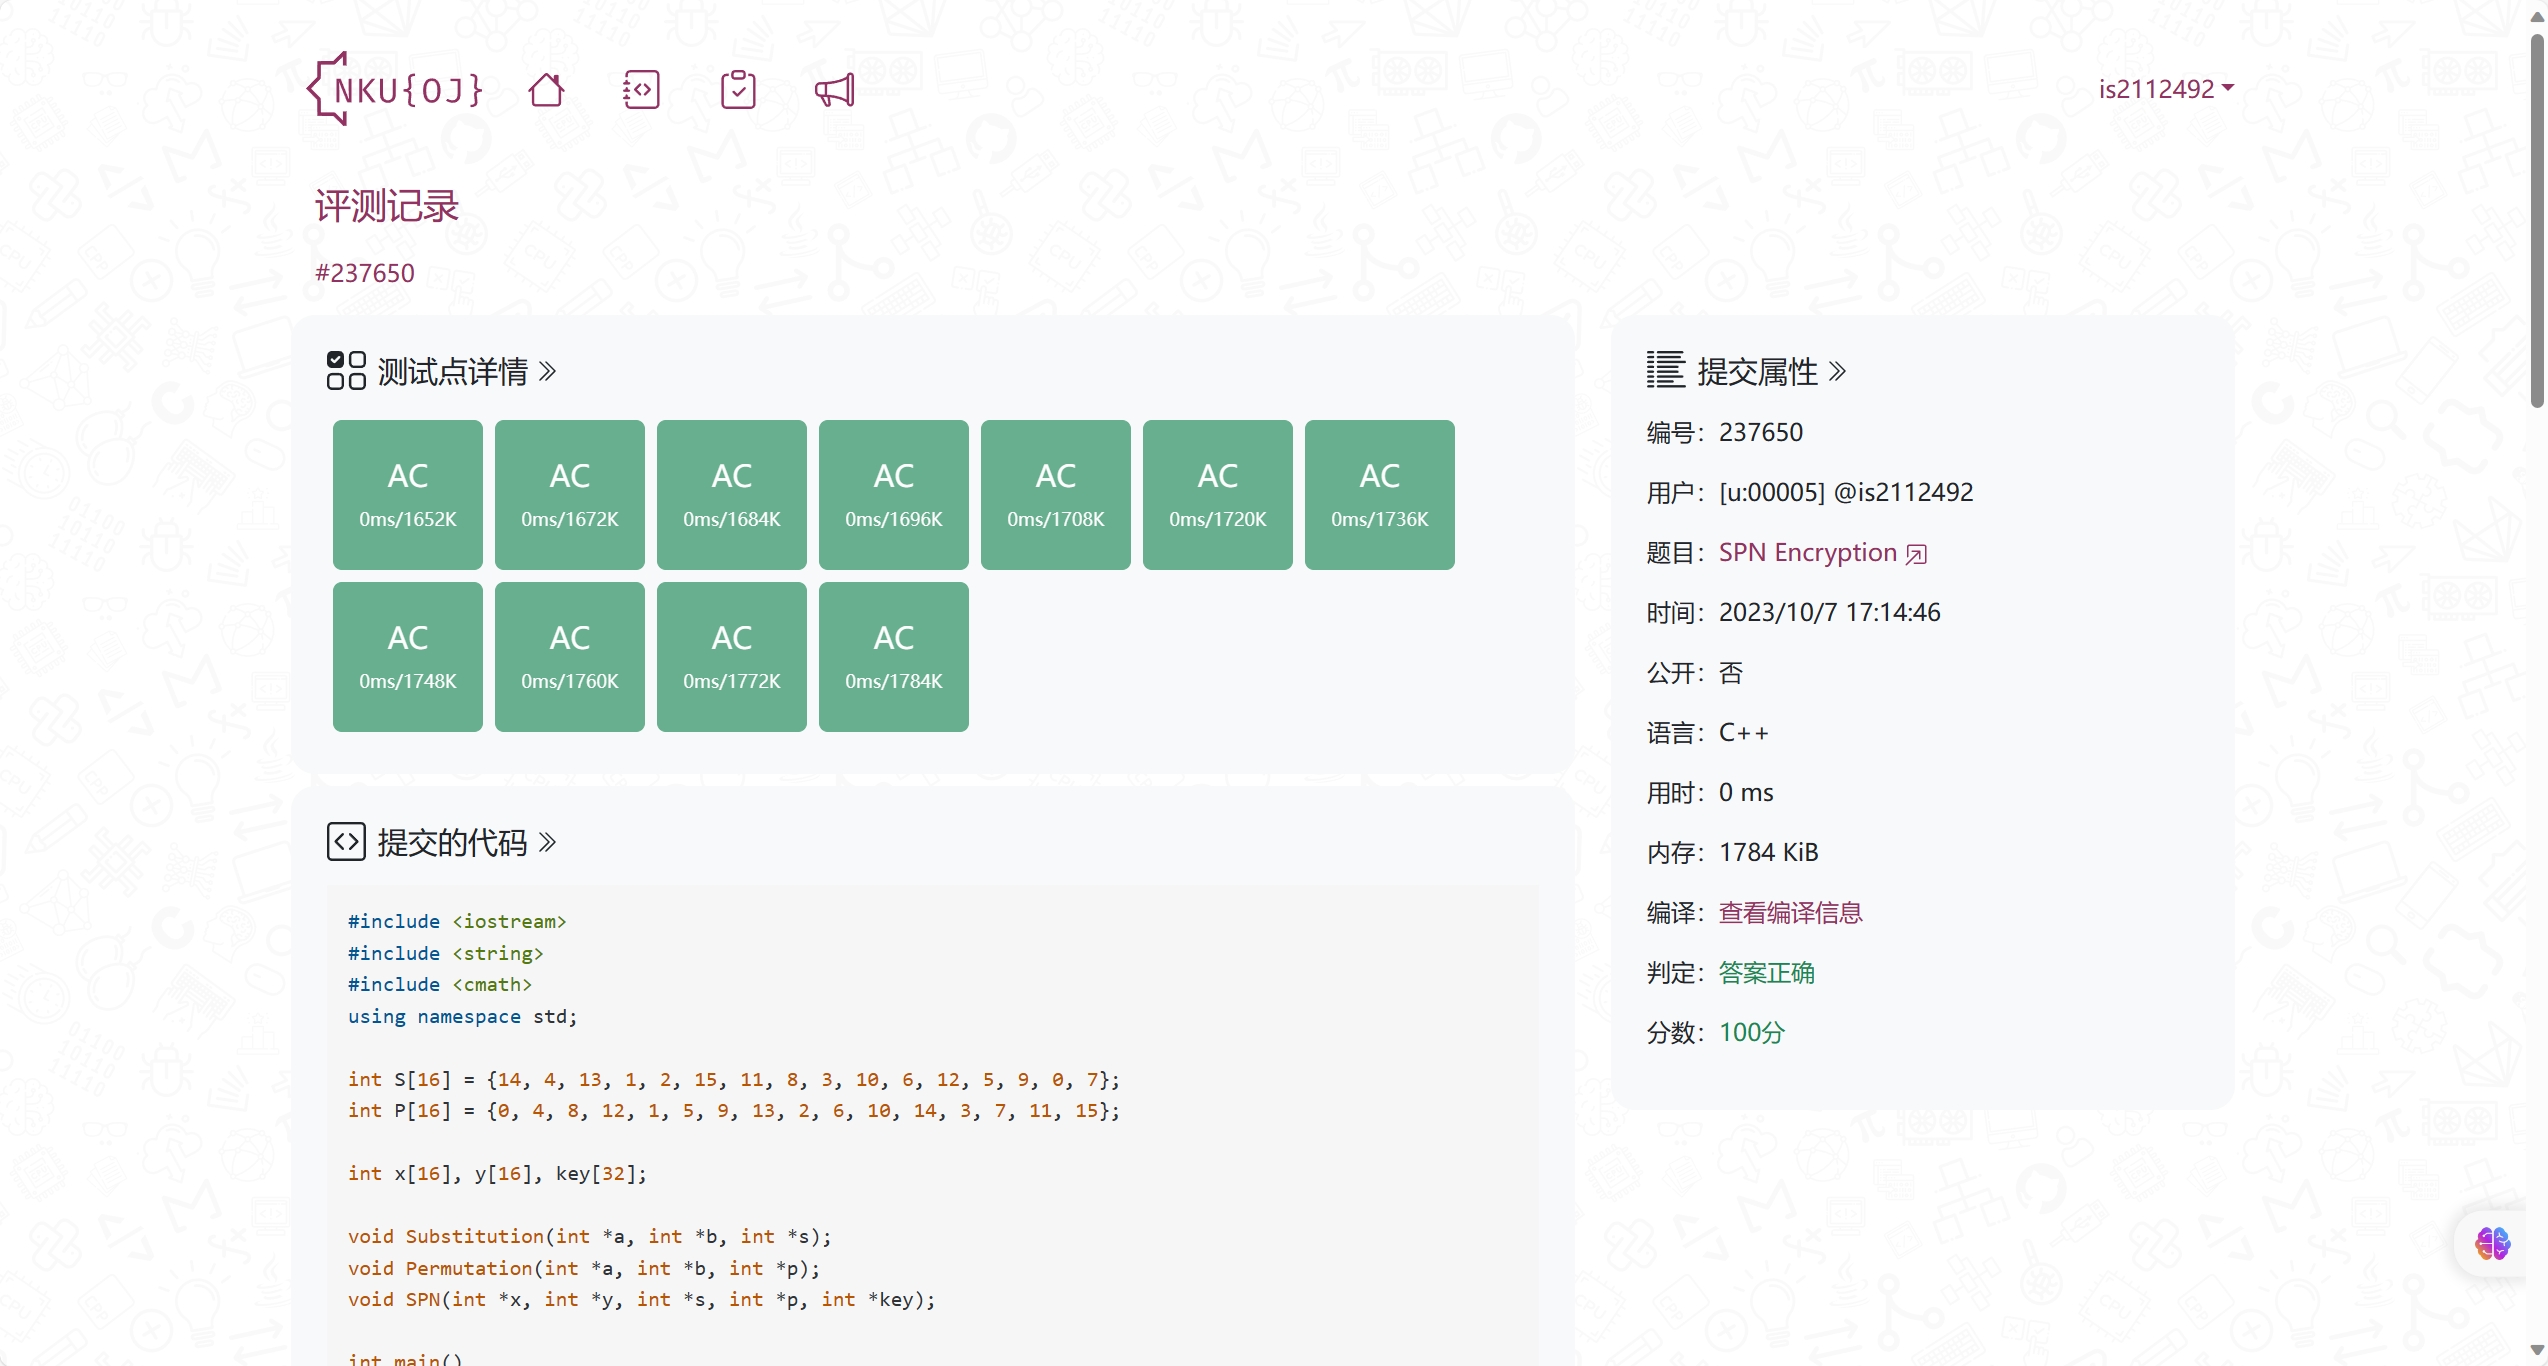 NKU{OJ}
is2112492
评测记录
#237650
测试点详情
AC
0ms/1652K
AC
0ms/1672K
AC
0ms/1684K
AC
0ms/1696K
AC
0ms/1708K
AC
0ms/1720K
AC
0ms/1736K
AC
0ms/1748K
AC
0ms/1760K
AC
0ms/1772K
AC
0ms/1784K
提交的代码
#include <iostream>
#include <string>
#include <cmath>
using namespace std;
int S[16] = {14, 4, 13, 1, 2, 15, 11, 8, 3, 10, 6, 12, 5, 9, 0, 7};
int P[16] = {0, 4, 8, 12, 1, 5, 9, 13, 2, 6, 10, 14, 3, 7, 11, 15};
int x[16], y[16], key[32];
void Substitution(int *a, int *b, int *s);
void Permutation(int *a, int *b, int *p);
void SPN(int *x, int *y, int *s, int *p, int *key);
int main()
提交属性
编号：237650
用户：[u:00005] @is2112492
题目：SPN Encryption
时间：2023/10/7 17:14:46
公开：否
语言：C++
用时：0 ms
内存：1784 KiB
编译：查看编译信息
判定：答案正确
分数：100分